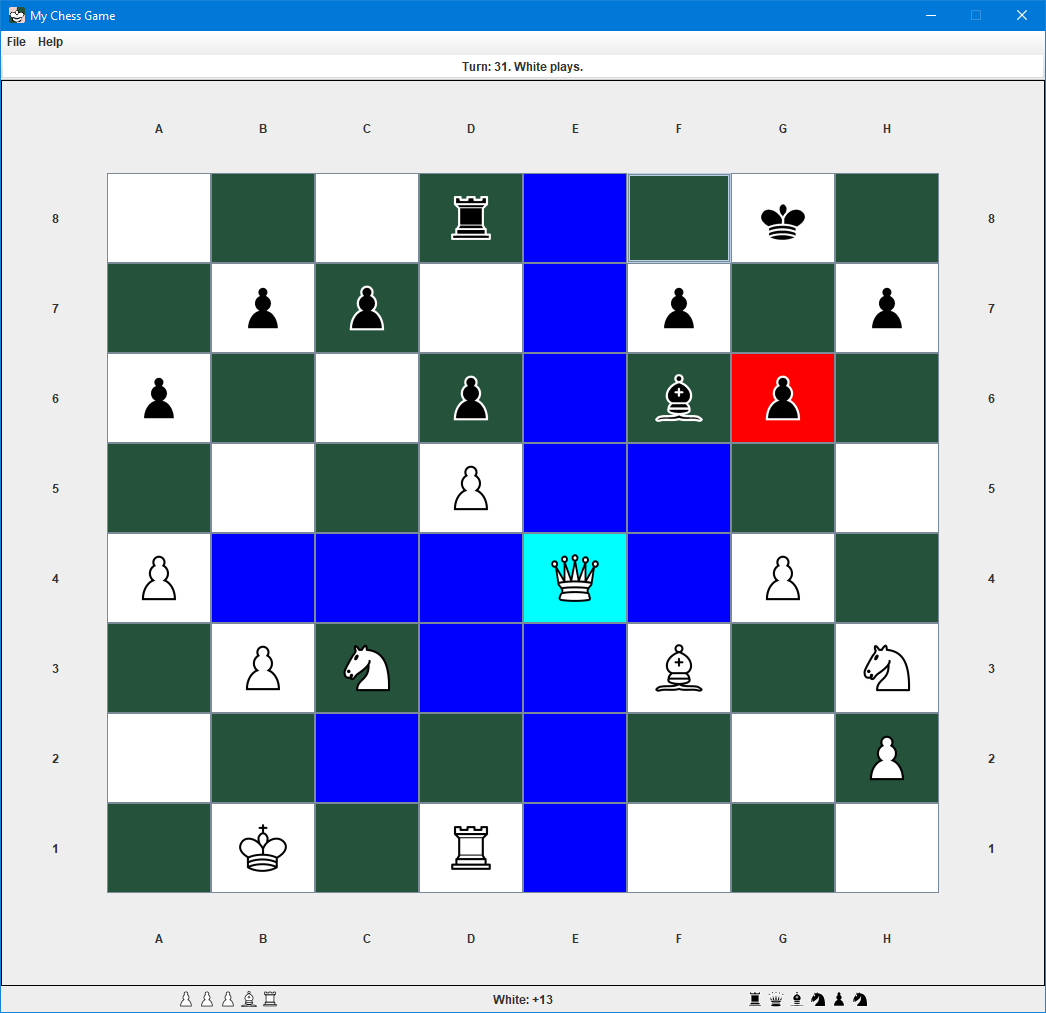 My Chess Game
File Help
Turn: 31. White plays.
A B C D E F G H
8 8
7 7
6 6
5 5
4 4
3 3
2 2
1 1
A B C D E F G H
White: +13